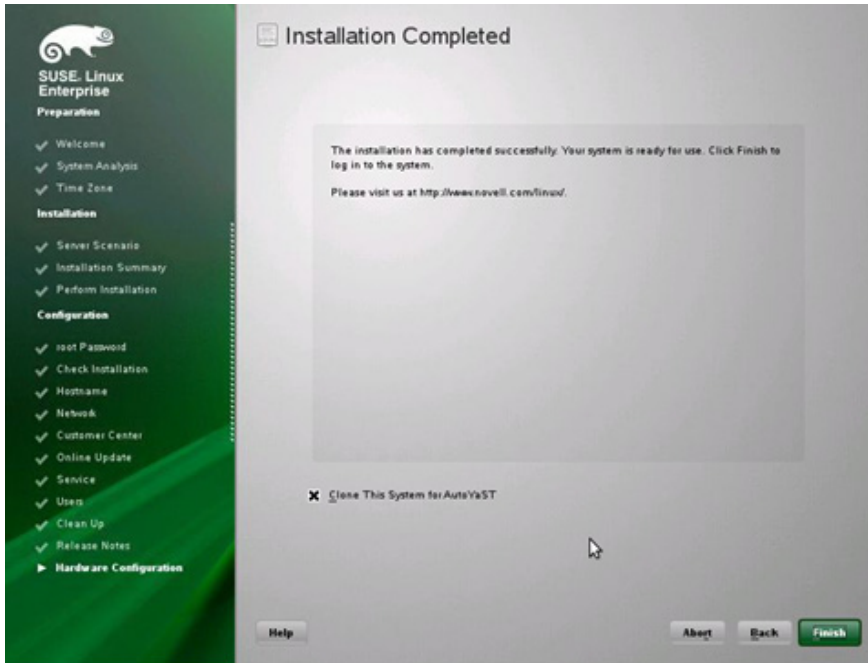 SUSE. Linux
Enterprise
Preparation
Welcome
System Analysis
Time Zone
Installation
Server Scenario
Installation Summary
Perform Installation
Configuration
root Password
Check Installation
Hostname
Network
Customer Center
Online Update
Service
Users
Clean Up
Release Notes
Hardware Configuration
Installation Completed
The installation has completed successfully. Your system is ready for use. Click Finish to
log in to the system.
Please visit us at http://www.novell.com/linux/.
Clone This System for AutoYaST
Help
Abort
Back
Finish